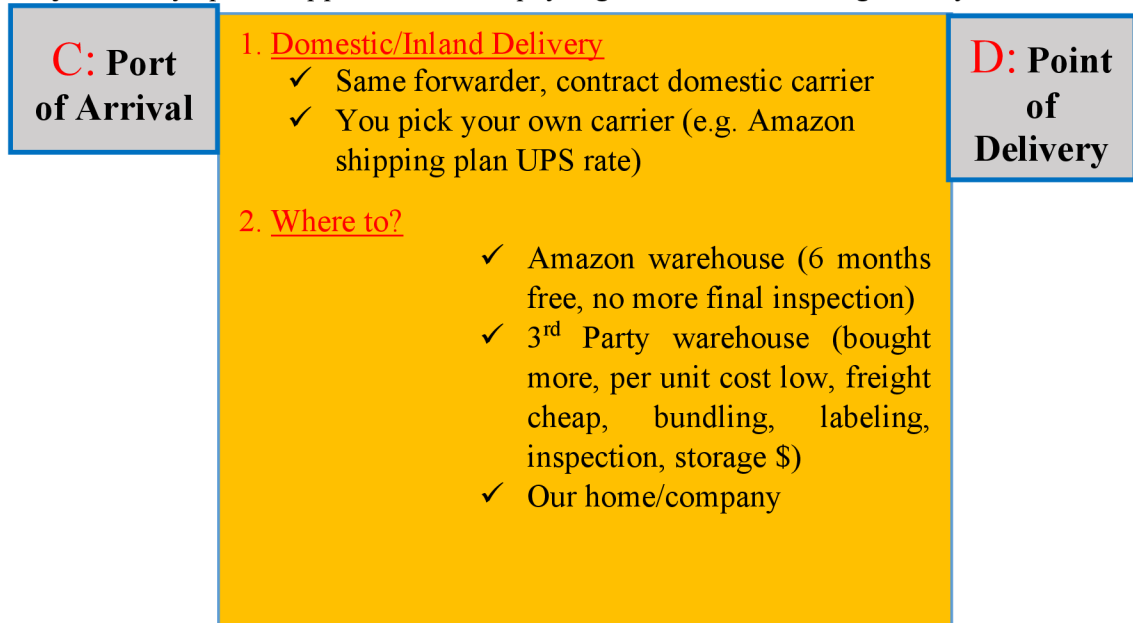 C: Port
of Arrival
1. Domestic/Inland Delivery
✓ Same forwarder, contract domestic carrier
✓ You pick your own carrier (e.g. Amazon
shipping plan UPS rate)
2. Where to?
✓ Amazon warehouse (6 months
free, no more final inspection)
✓ 3rd Party warehouse (bought
more, per unit cost low, freight
cheap, bundling, labeling,
inspection, storage $)
✓ Our home/company
D: Point
of
Delivery